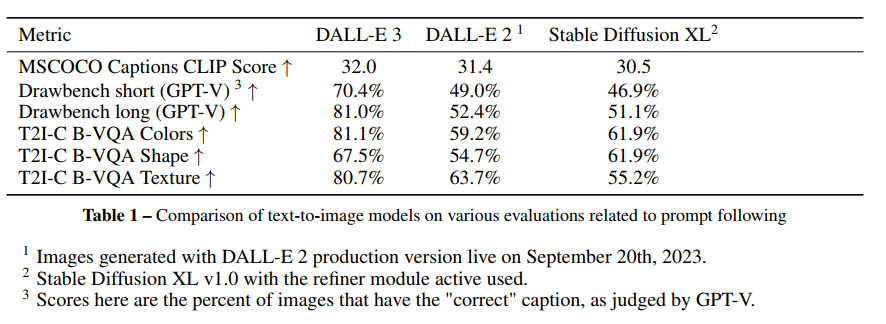 Metric DALL-E 3 DALL-E 2 ¹ Stable Diffusion XL²
MSCOCO Captions CLIP Score ↑ 32.0 31.4 30.5
Drawbench short (GPT-V) ³ ↑ 70.4% 49.0% 46.9%
Drawbench long (GPT-V) ↑ 81.0% 52.4% 51.1%
T2I-C B-VQA Colors ↑ 81.1% 59.2% 61.9%
T2I-C B-VQA Shape ↑ 67.5% 54.7% 61.9%
T2I-C B-VQA Texture ↑ 80.7% 63.7% 55.2%
Table 1 – Comparison of text-to-image models on various evaluations related to prompt following
¹ Images generated with DALL-E 2 production version live on September 20th, 2023.
² Stable Diffusion XL v1.0 with the refiner module active used.
³ Scores here are the percent of images that have the "correct" caption, as judged by GPT-V.